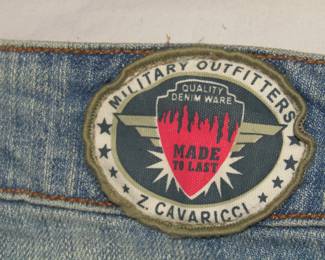 MILITARY OUTFITTERS
QUALITY
DENIM WARE
MADE
TO LAST
Z. CAVARICCI